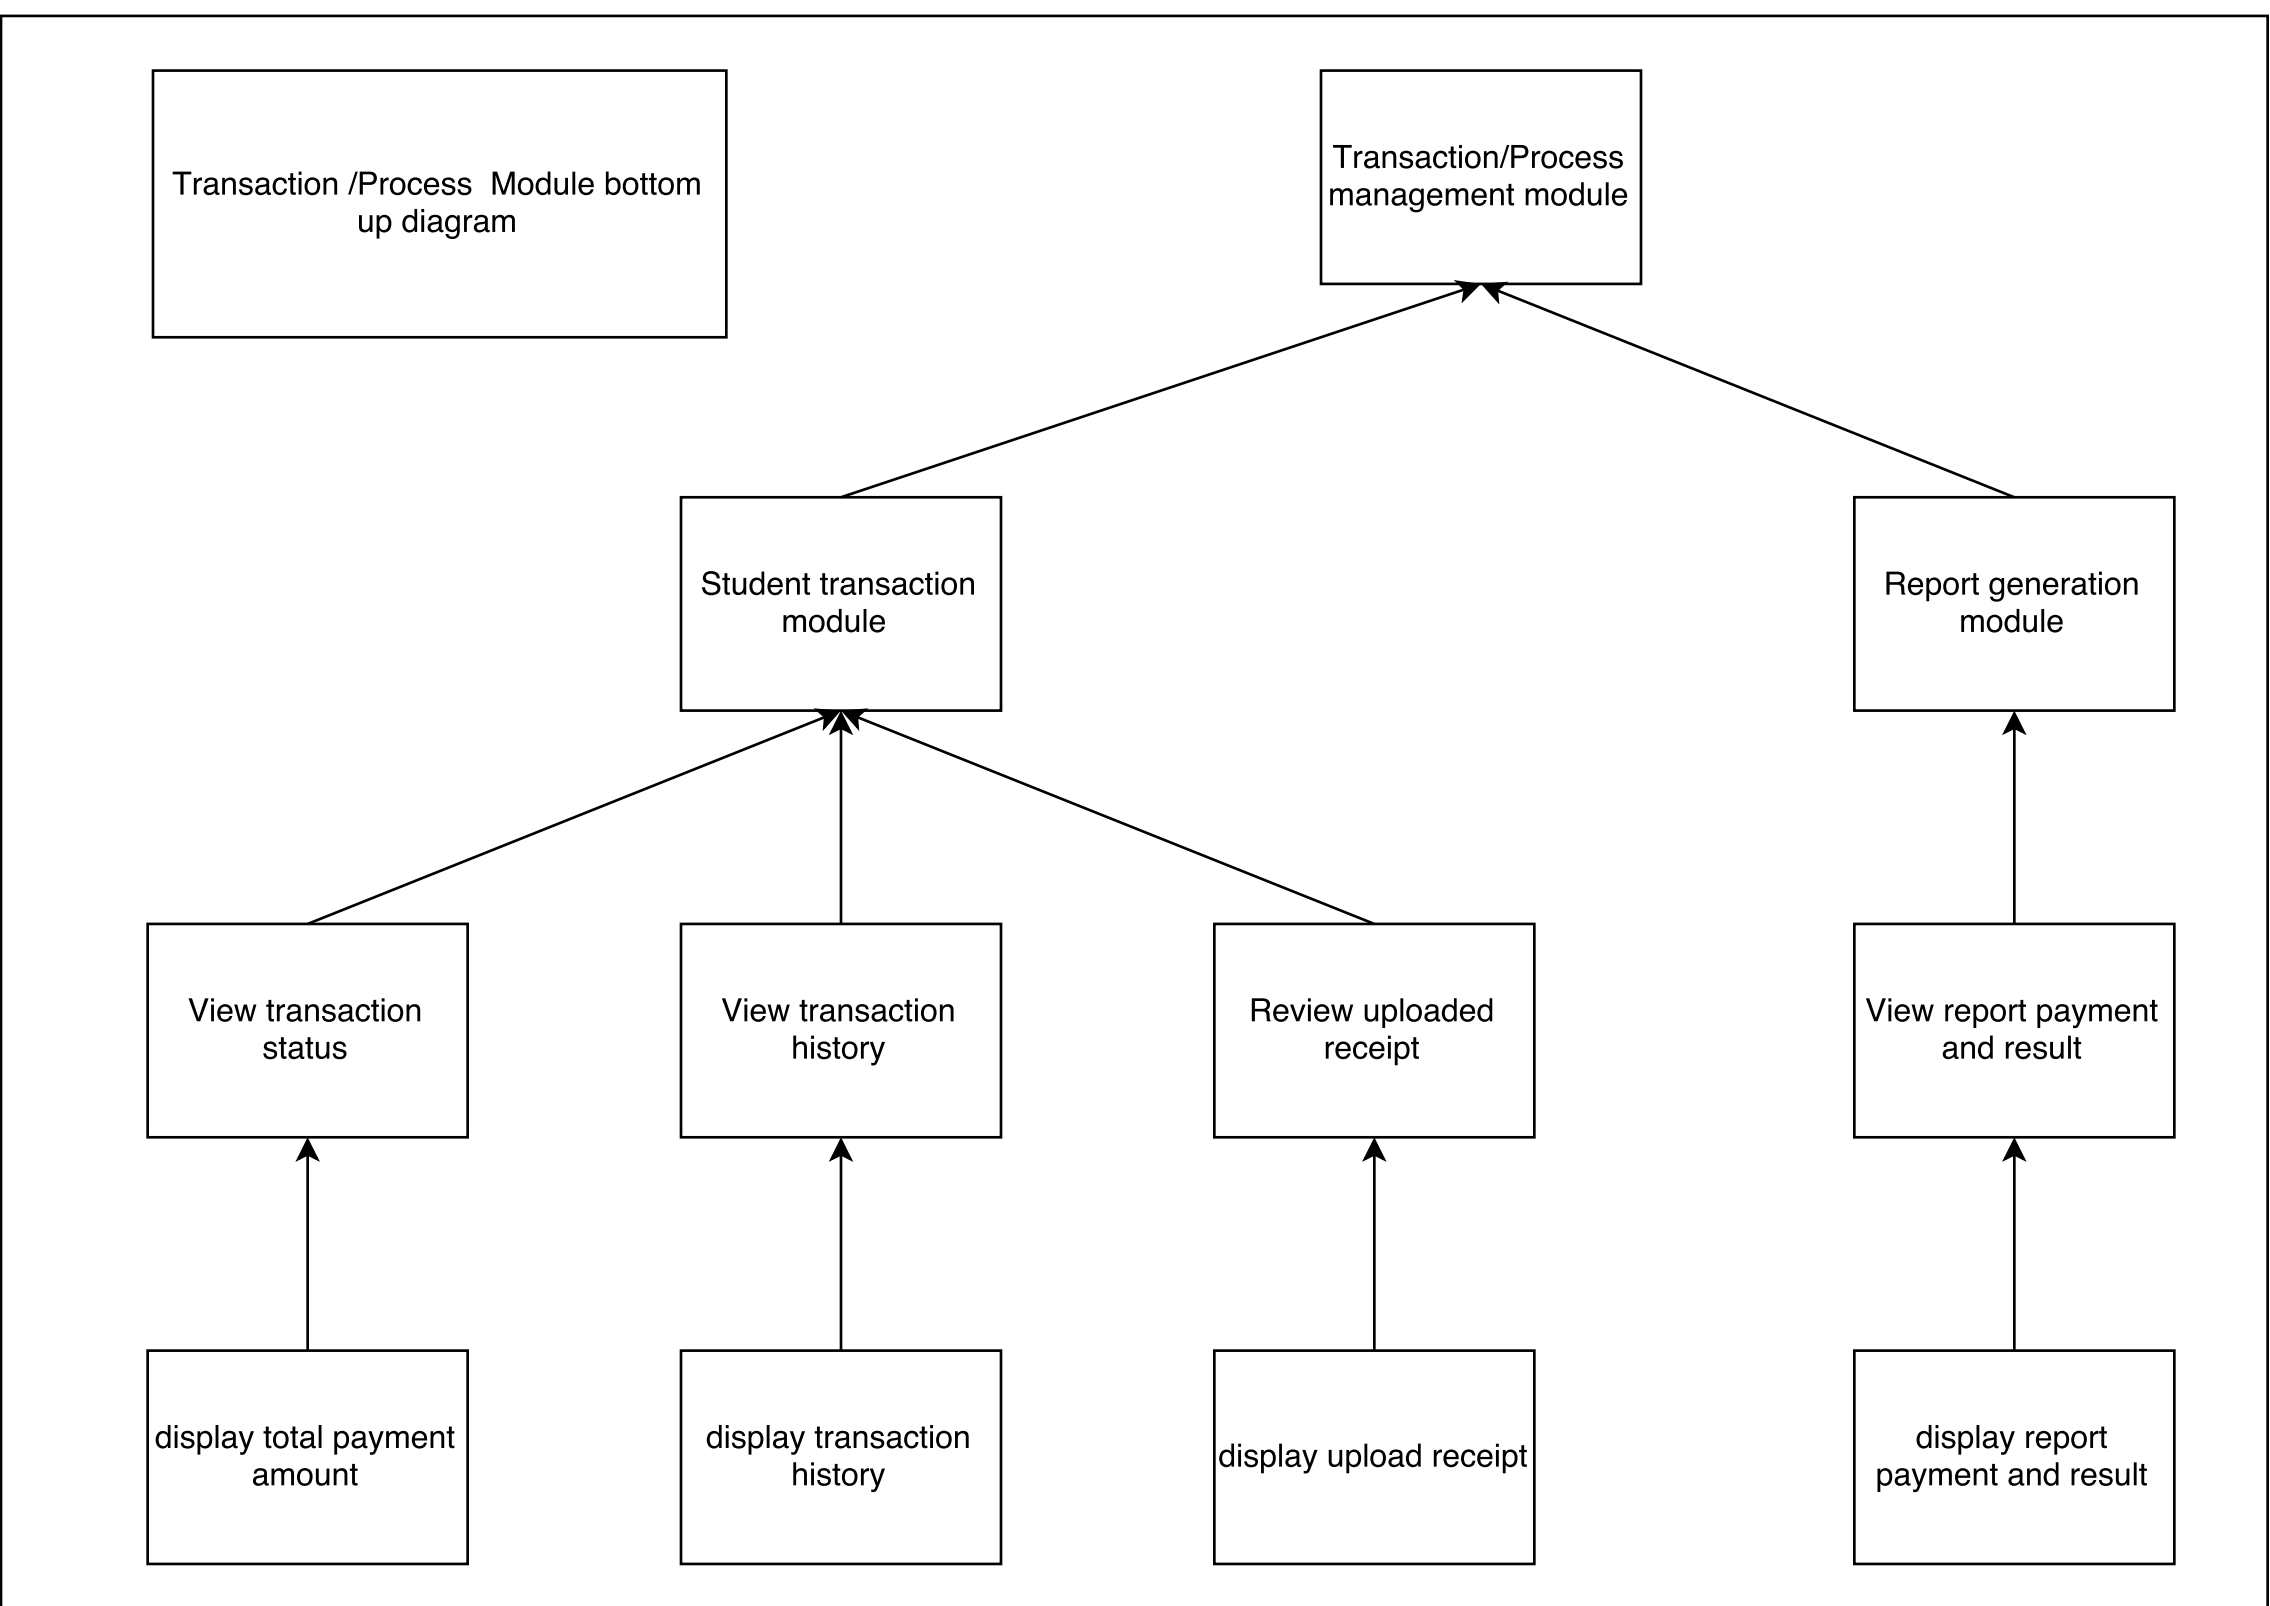 Transaction /Process  Module bottom
up diagram
Transaction/Process
management module
Student transaction
module
Report generation
module
View transaction
status
View transaction
history
Review uploaded
receipt
View report payment
and result
display total payment
amount
display transaction
history
display upload receipt
display report
payment and result